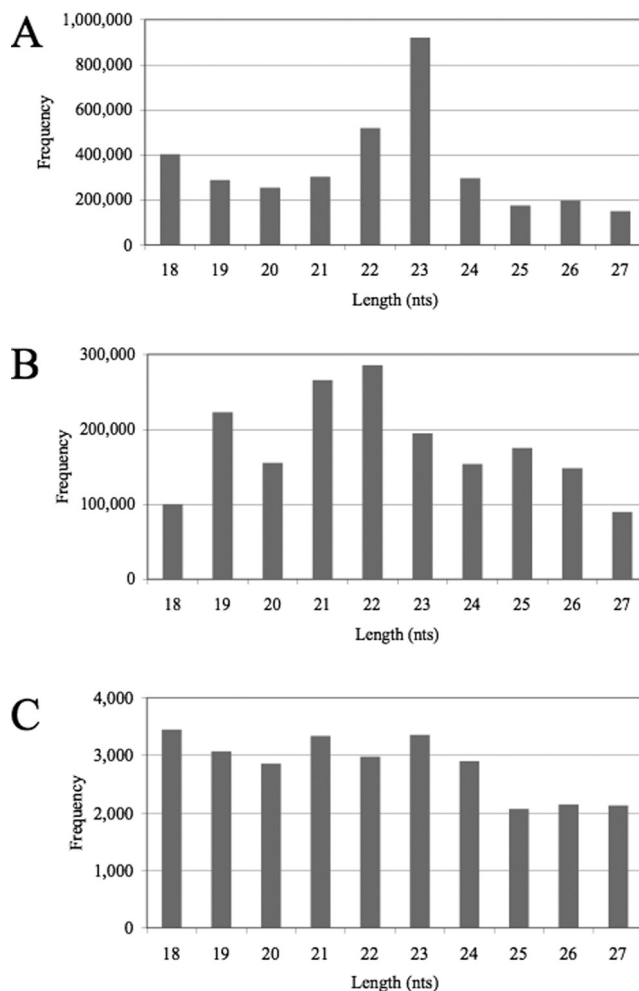 A
1,000,000
800,000
600,000
400,000
200,000
0
Frequency
18 19 20 21 22 23 24 25 26 27
Length (nts)
B
300,000
200,000
100,000
0
Frequency
18 19 20 21 22 23 24 25 26 27
Length (nts)
C
4,000
3,000
2,000
1,000
0
Frequency
18 19 20 21 22 23 24 25 26 27
Length (nts)